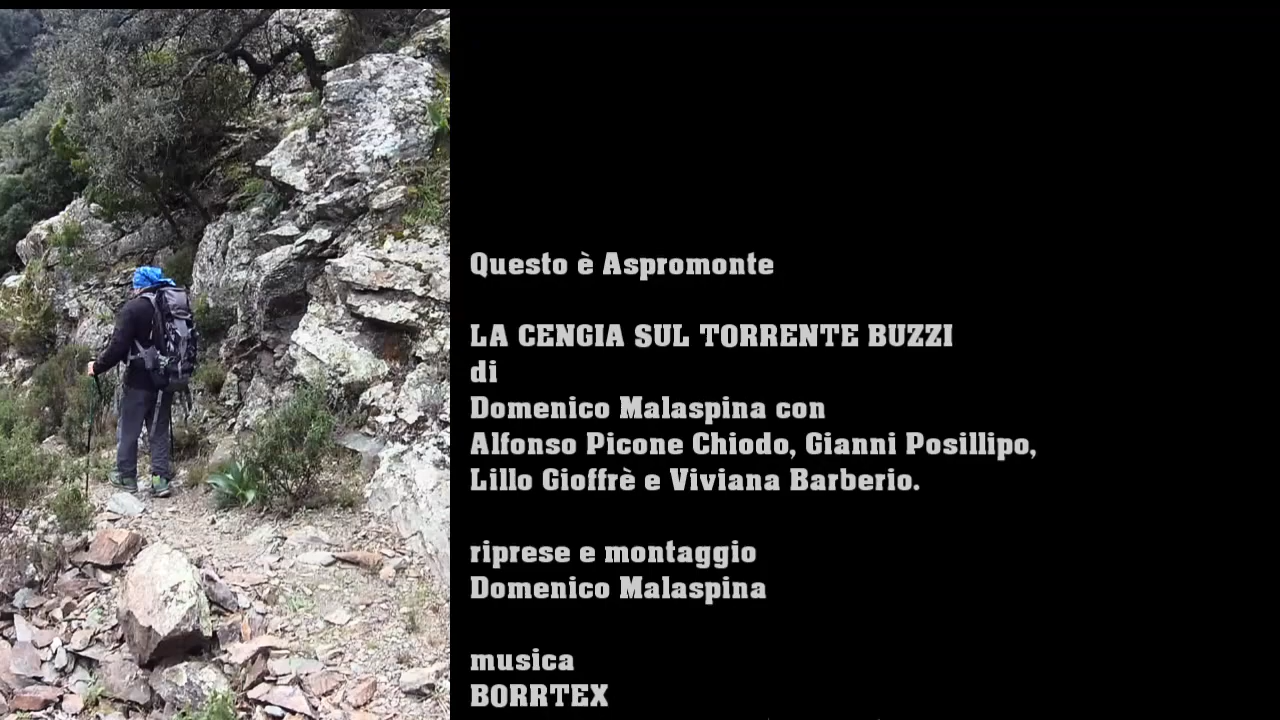 Questo è Aspromonte
LA CENGIA SUL TORRENTE BUZZI
di
Domenico Malaspina con
Alfonso Picone Chiodo, Gianni Posillipo,
Lillo Gioffrè e Viviana Barberio.
riprese e montaggio
Domenico Malaspina
musica
BORRTEX